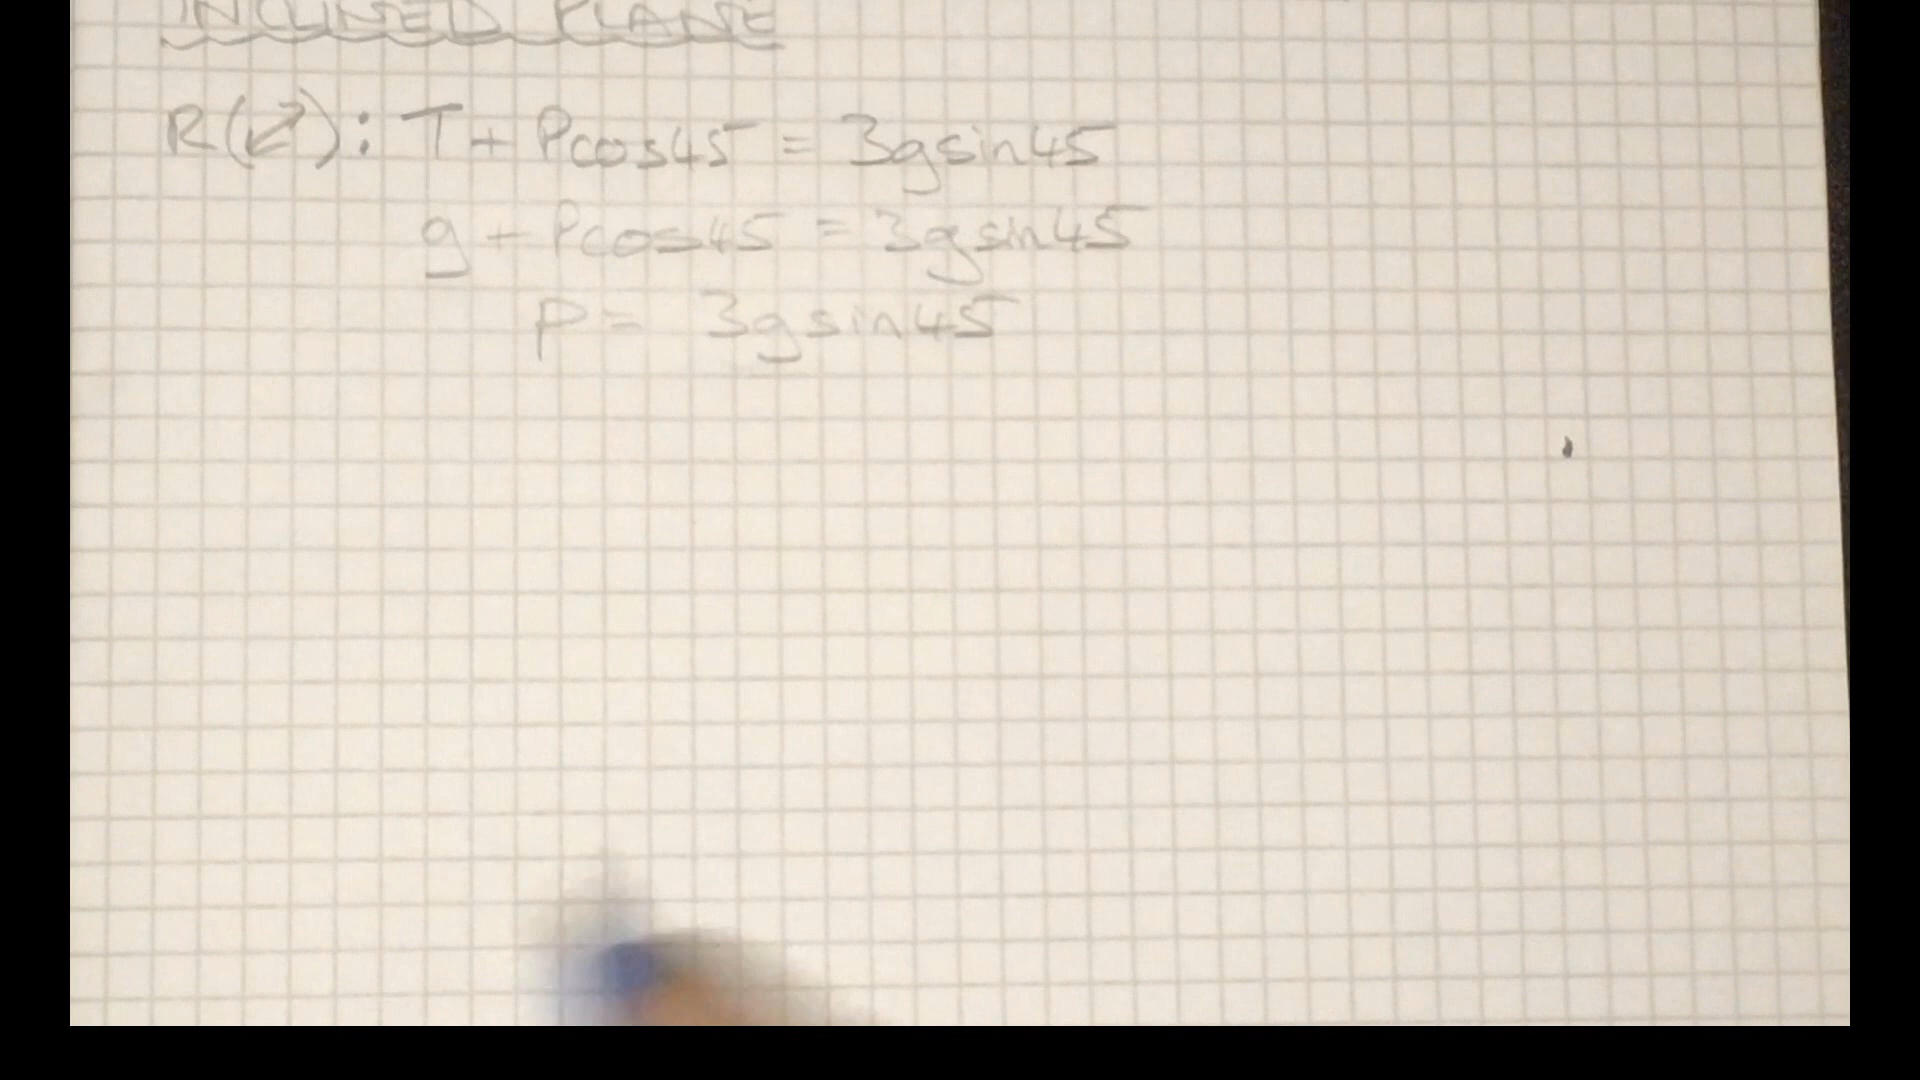 INCLINED PLANE
R(↗↙): T + Pcos45 = 3gsin45
g + Pcos45 = 3gsin45
P = 3gsin45